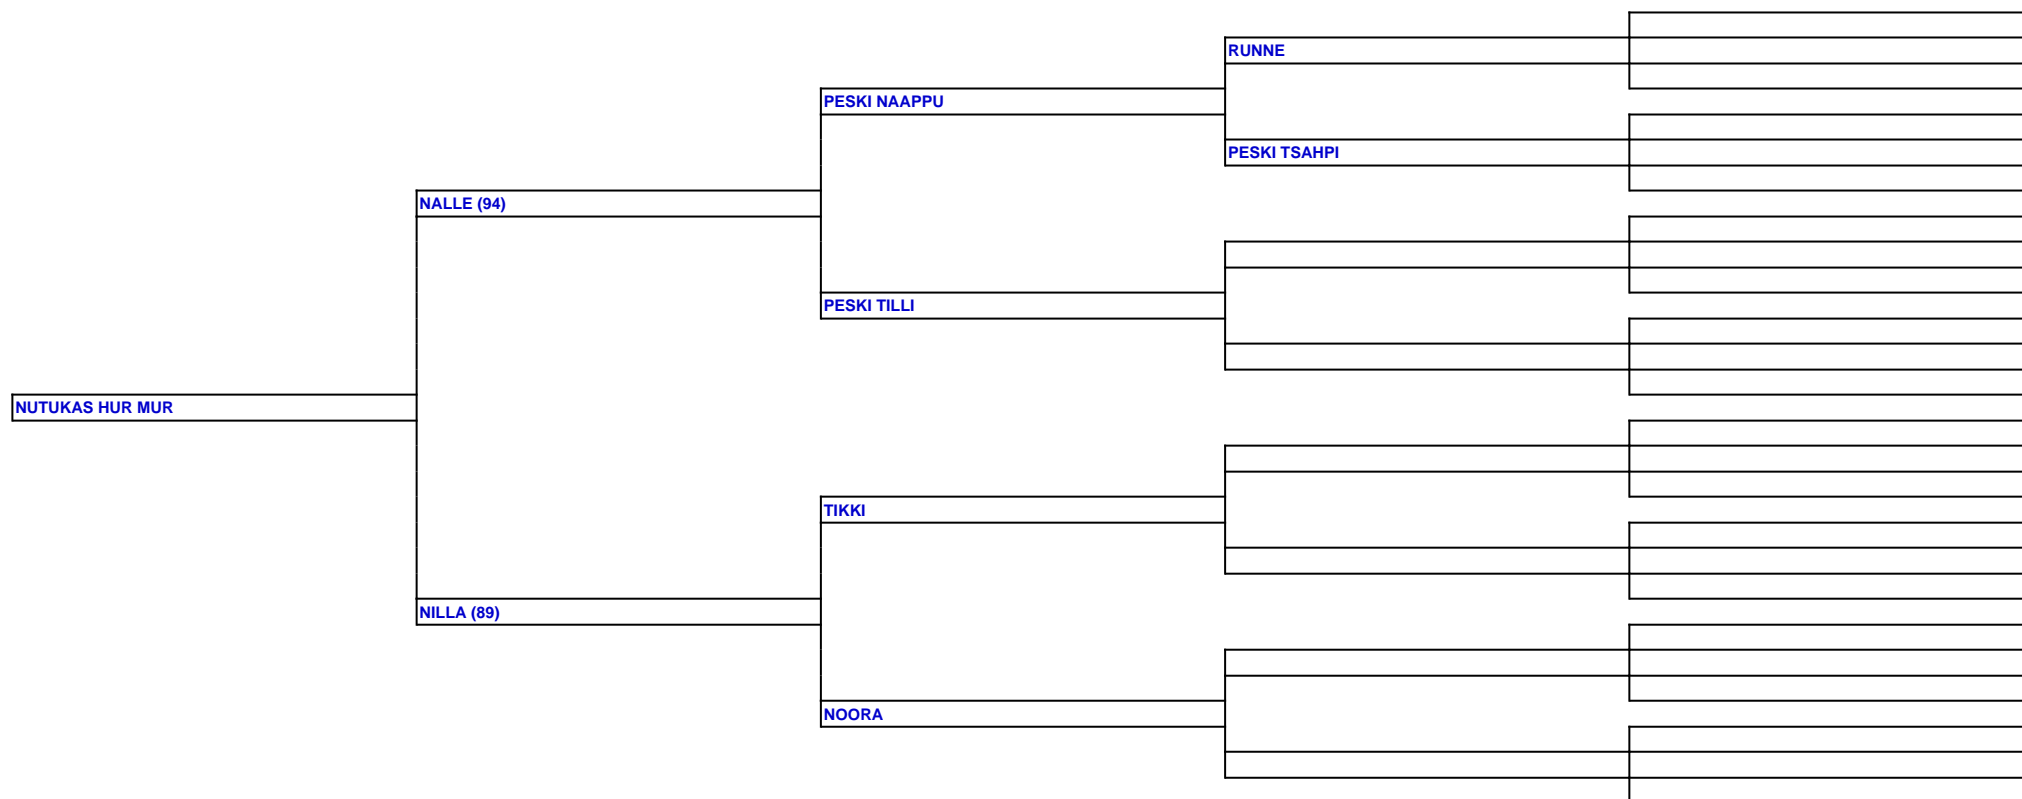 RUNNE
PESKI NAAPPU
PESKI TSAHPI
NALLE (94)
PESKI TILLI
NUTUKAS HUR MUR
TIKKI
NILLA (89)
NOORA